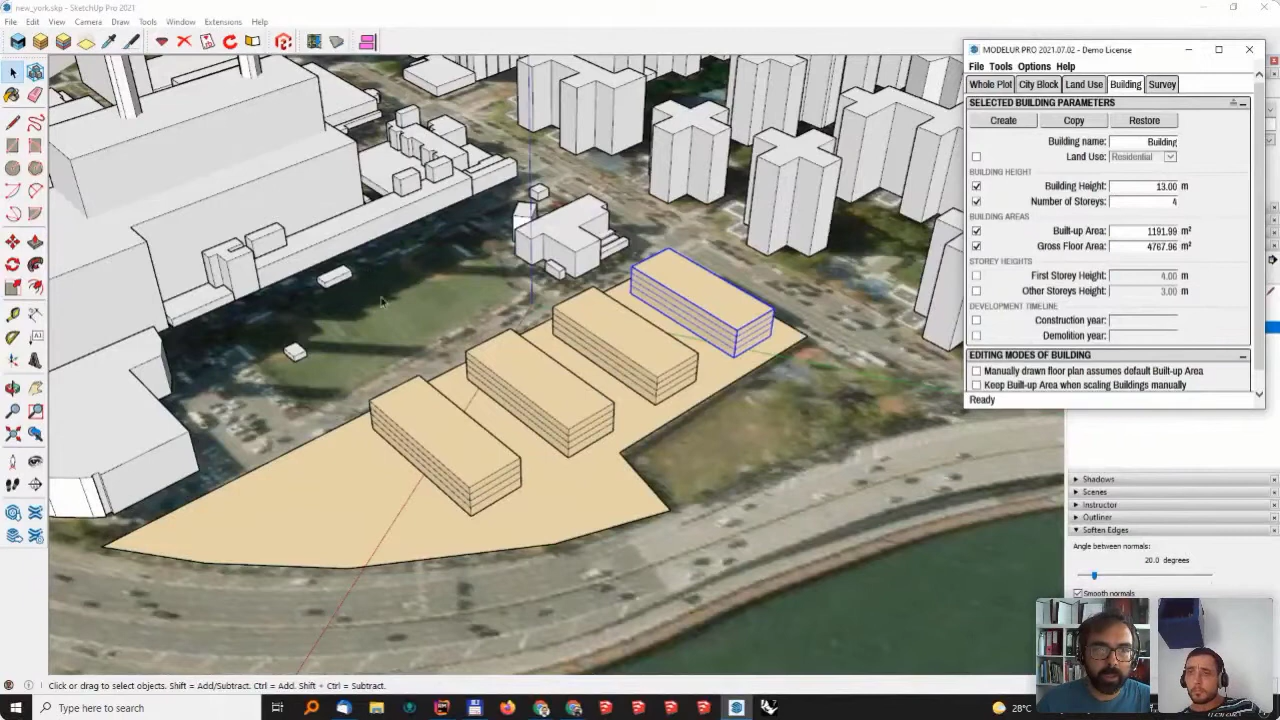 new_york.skp - SketchUp Pro 2021
File Edit View Camera Draw Tools Window Extensions Help
MODELUR PRO 2021.07.02 - Demo License
File Tools Options Help
Whole Plot City Block Land Use Building Survey
SELECTED BUILDING PARAMETERS
Create Copy Restore
Building name: Building
Land Use: Residential
BUILDING HEIGHT
Building Height: 13.00 m
Number of Storeys: 4
BUILDING AREAS
Built-up Area: 1191.99 m²
Gross Floor Area: 4767.96 m²
STOREY HEIGHTS
First Storey Height: 4.00 m
Other Storeys Height: 3.00 m
DEVELOPMENT TIMELINE
Construction year:
Demolition year:
EDITING MODES OF BUILDING
Manually drawn floor plan assumes default Built-up Area
Keep Built-up Area when scaling Buildings manually
Ready
Shadows
Scenes
Instructor
Outliner
Soften Edges
Angle between normals:
20.0 degrees
Smooth normals
Click or drag to select objects. Shift = Add/Subtract. Ctrl = Add. Shift + Ctrl = Subtract.
Type here to search
28°C